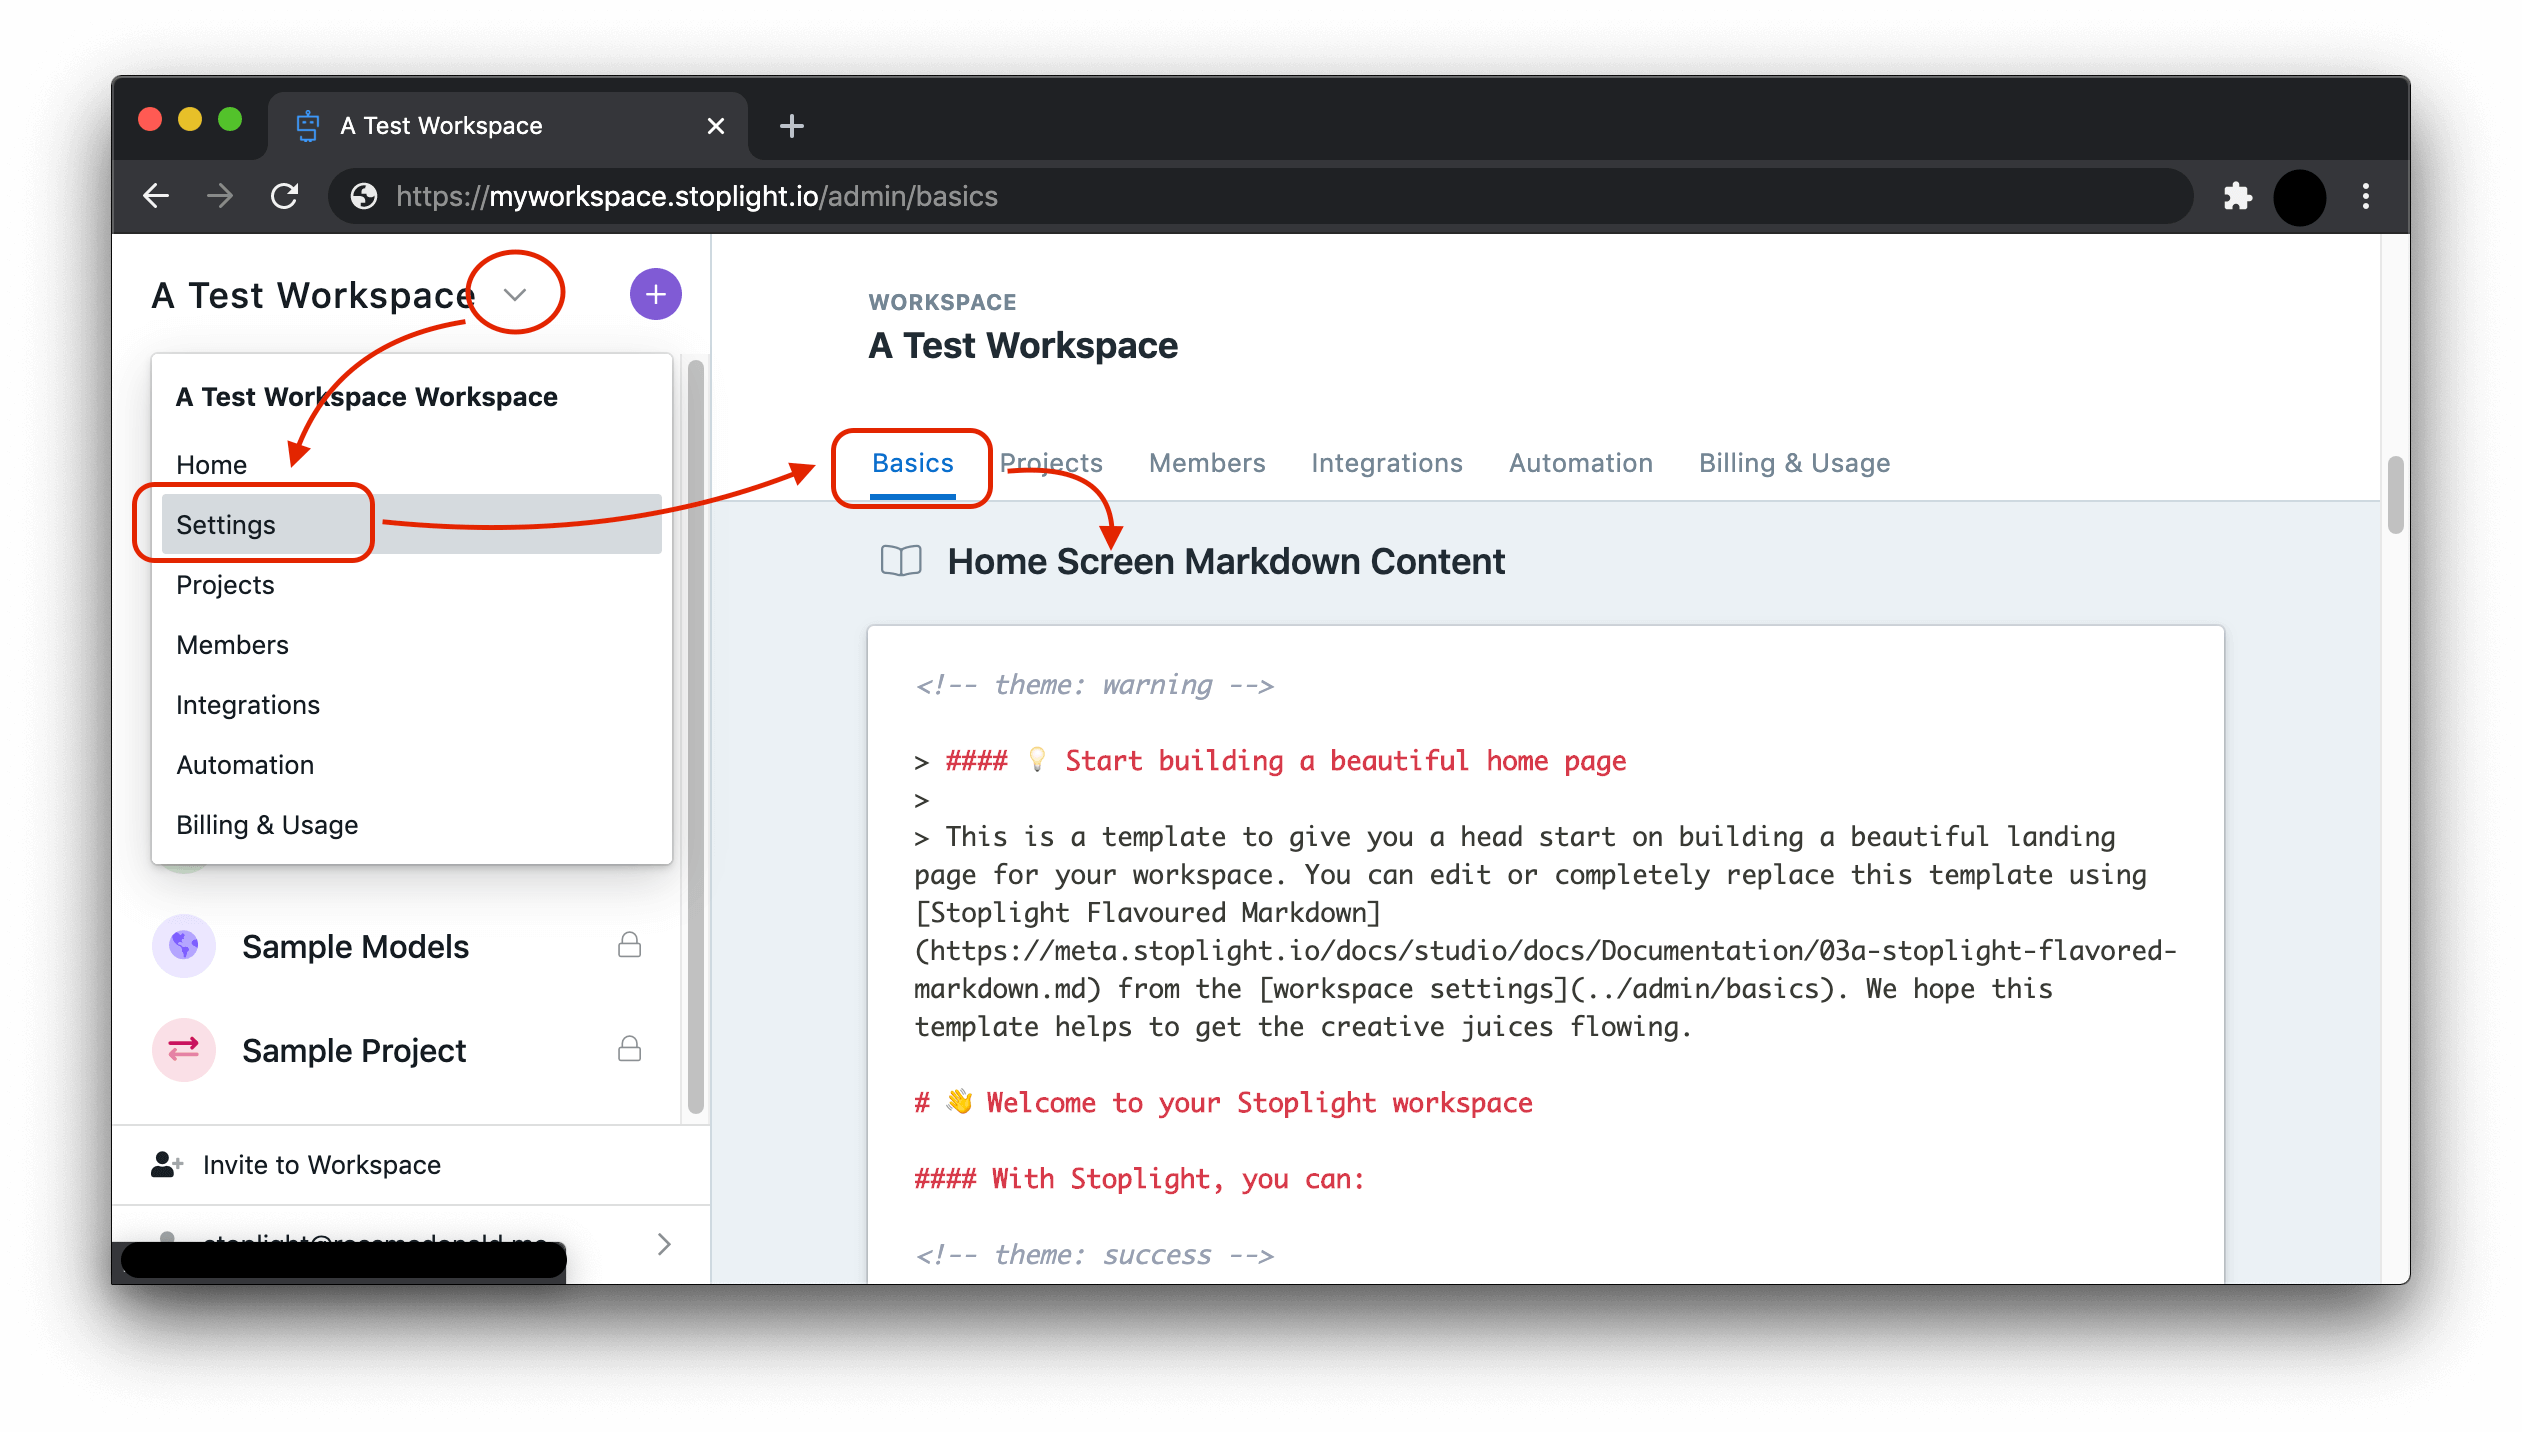 A Test Workspace
https://myworkspace.stoplight.io/admin/basics
A Test Workspace
A Test Workspace Workspace
Home
Settings
Projects
Members
Integrations
Automation
Billing & Usage
Sample Models
Sample Project
Invite to Workspace
WORKSPACE
A Test Workspace
Basics Projects Members Integrations Automation Billing & Usage
Home Screen Markdown Content
<!-- theme: warning -->
> #### 💡 Start building a beautiful home page
>
> This is a template to give you a head start on building a beautiful landing
page for your workspace. You can edit or completely replace this template using
[Stoplight Flavoured Markdown]
(https://meta.stoplight.io/docs/studio/docs/Documentation/03a-stoplight-flavored-
markdown.md) from the [workspace settings](../admin/basics). We hope this
template helps to get the creative juices flowing.
# 👋 Welcome to your Stoplight workspace
#### With Stoplight, you can:
<!-- theme: success -->